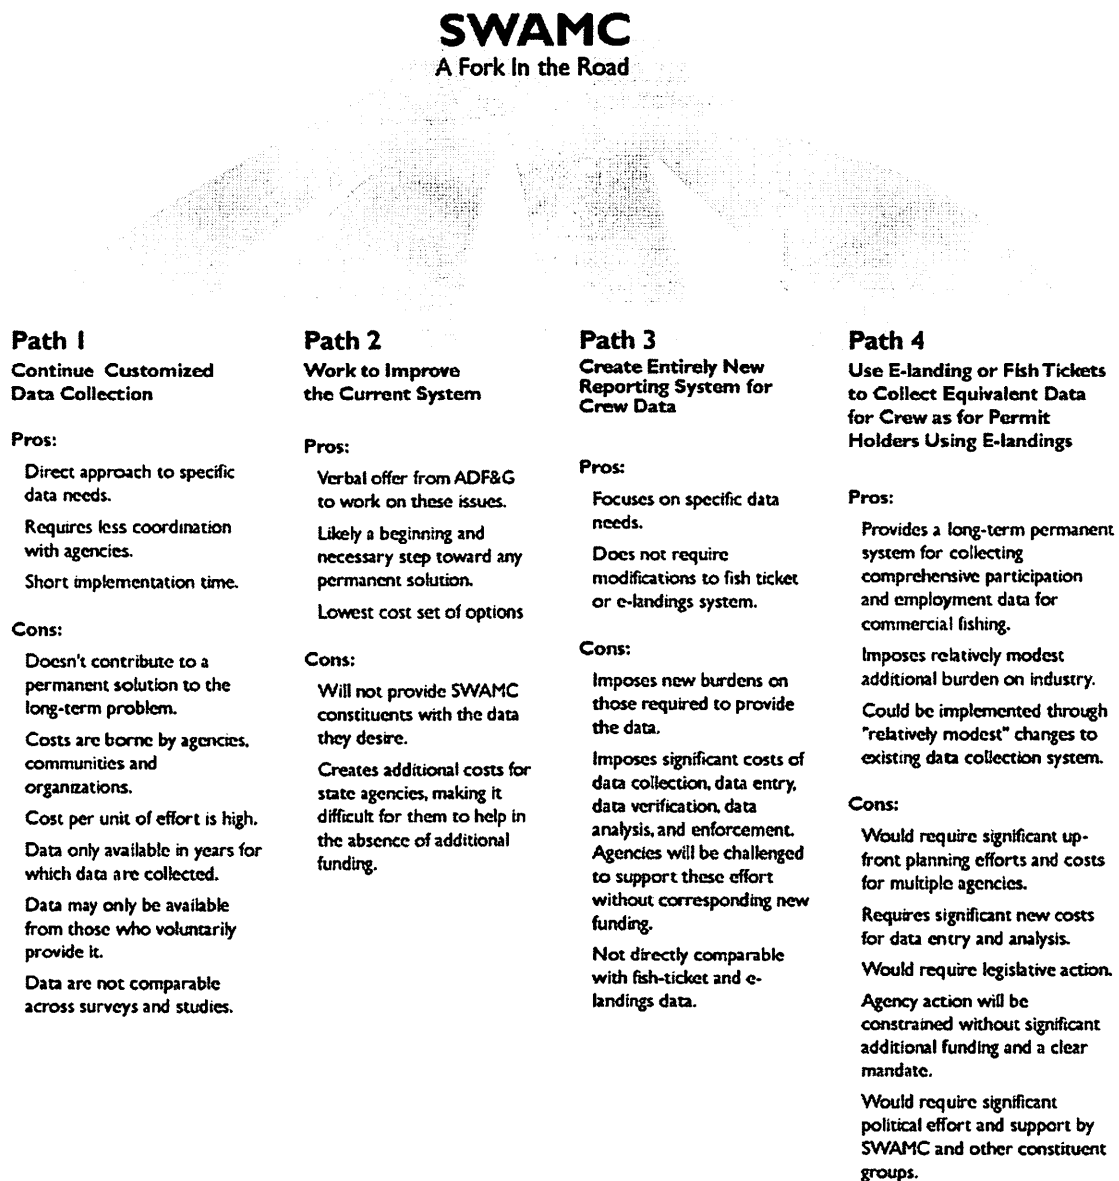 SWAMC
A Fork In the Road
Path 1
Continue Customized
Data Collection
Pros:
Direct approach to specific
data needs.
Requires less coordination
with agencies.
Short implementation time.
Cons:
Doesn't contribute to a
permanent solution to the
long-term problem.
Costs are borne by agencies,
communities and
organizations.
Cost per unit of effort is high.
Data only available in years for
which data are collected.
Data may only be available
from those who voluntarily
provide it.
Data are not comparable
across surveys and studies.
Path 2
Work to Improve
the Current System
Pros:
Verbal offer from ADF&G
to work on these issues.
Likely a beginning and
necessary step toward any
permanent solution.
Lowest cost set of options
Cons:
Will not provide SWAMC
constituents with the data
they desire.
Creates additional costs for
state agencies, making it
difficult for them to help in
the absence of additional
funding.
Path 3
Create Entirely New
Reporting System for
Crew Data
Pros:
Focuses on specific data
needs.
Does not require
modifications to fish ticket
or e-landings system.
Cons:
Imposes new burdens on
those required to provide
the data.
Imposes significant costs of
data collection, data entry,
data verification, data
analysis, and enforcement.
Agencies will be challenged
to support these effort
without corresponding new
funding.
Not directly comparable
with fish-ticket and e-
landings data.
Path 4
Use E-landing or Fish Tickets
to Collect Equivalent Data
for Crew as for Permit
Holders Using E-landings
Pros:
Provides a long-term permanent
system for collecting
comprehensive participation
and employment data for
commercial fishing.
Imposes relatively modest
additional burden on industry.
Could be implemented through
"relatively modest" changes to
existing data collection system.
Cons:
Would require significant up-
front planning efforts and costs
for multiple agencies.
Requires significant new costs
for data entry and analysis.
Would require legislative action.
Agency action will be
constrained without significant
additional funding and a clear
mandate.
Would require significant
political effort and support by
SWAMC and other constituent
groups.